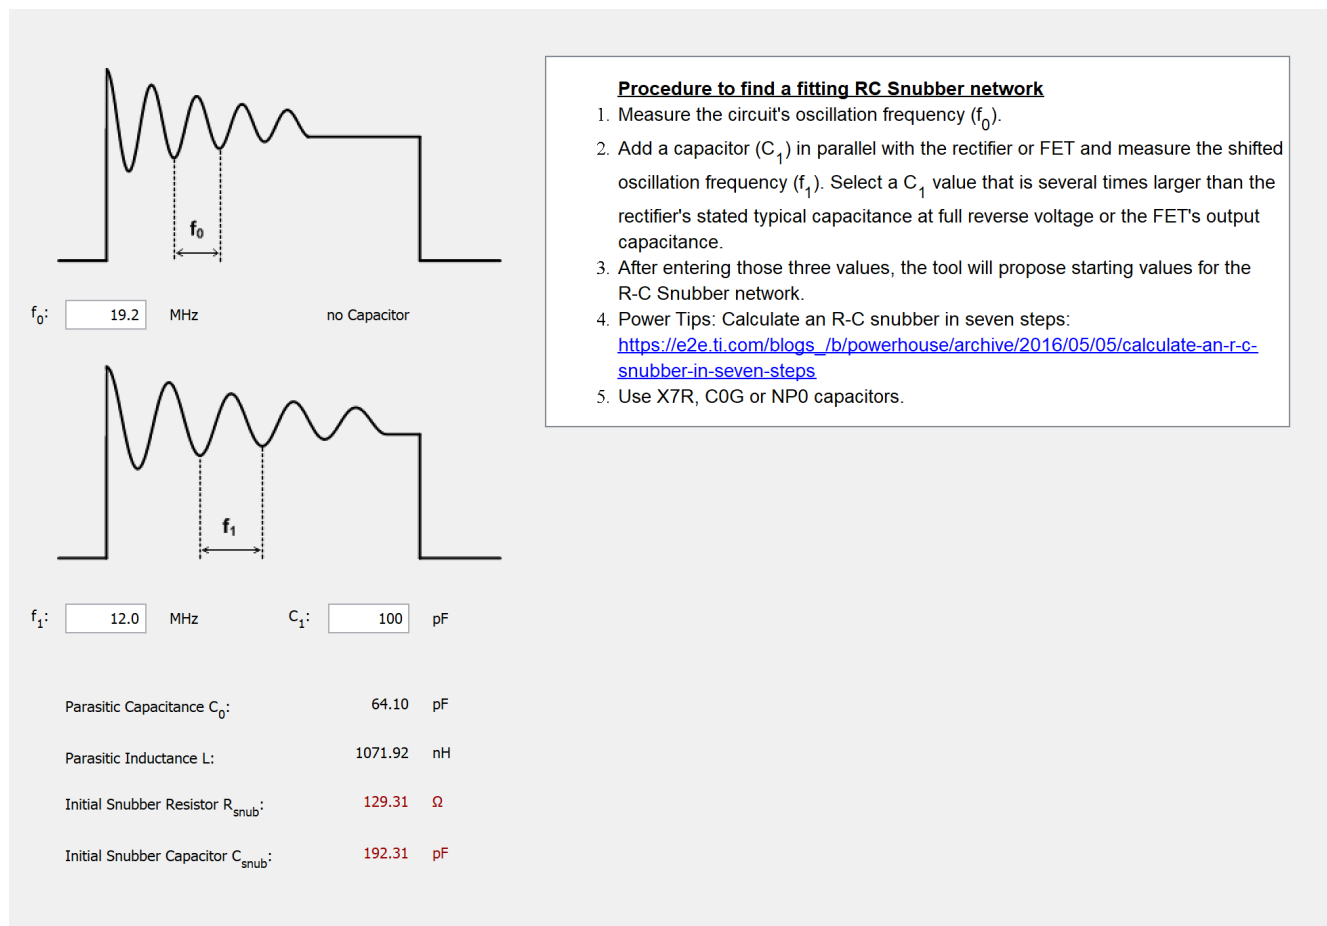 Procedure to find a fitting RC Snubber network
1. Measure the circuit's oscillation frequency (f0).
2. Add a capacitor (C1) in parallel with the rectifier or FET and measure the shifted
oscillation frequency (f1). Select a C1 value that is several times larger than the
rectifier's stated typical capacitance at full reverse voltage or the FET's output
capacitance.
3. After entering those three values, the tool will propose starting values for the
R-C Snubber network.
4. Power Tips: Calculate an R-C snubber in seven steps:
https://e2e.ti.com/blogs_/b/powerhouse/archive/2016/05/05/calculate-an-r-c-
snubber-in-seven-steps
5. Use X7R, C0G or NP0 capacitors.
f0
f0: 19.2 MHz no Capacitor
f1
f1: 12.0 MHz C1: 100 pF
Parasitic Capacitance C0: 64.10 pF
Parasitic Inductance L: 1071.92 nH
Initial Snubber Resistor Rsnub: 129.31 Ω
Initial Snubber Capacitor Csnub: 192.31 pF